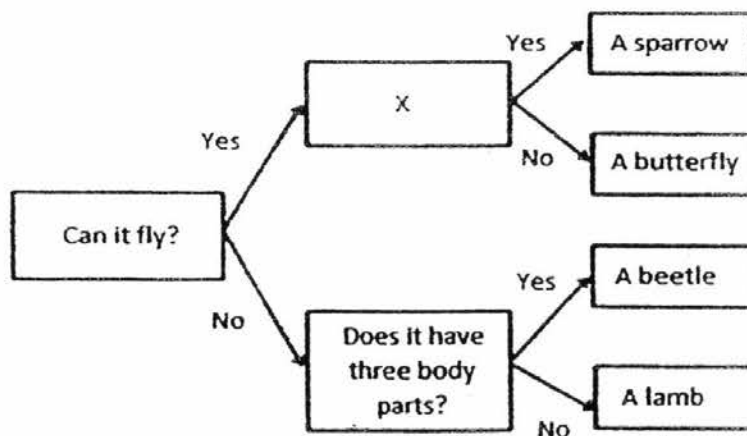 Yes
A sparrow
X
Yes
No
A butterfly
Can it fly?
Yes
A beetle
No
Does it have
three body
parts?
A lamb
No